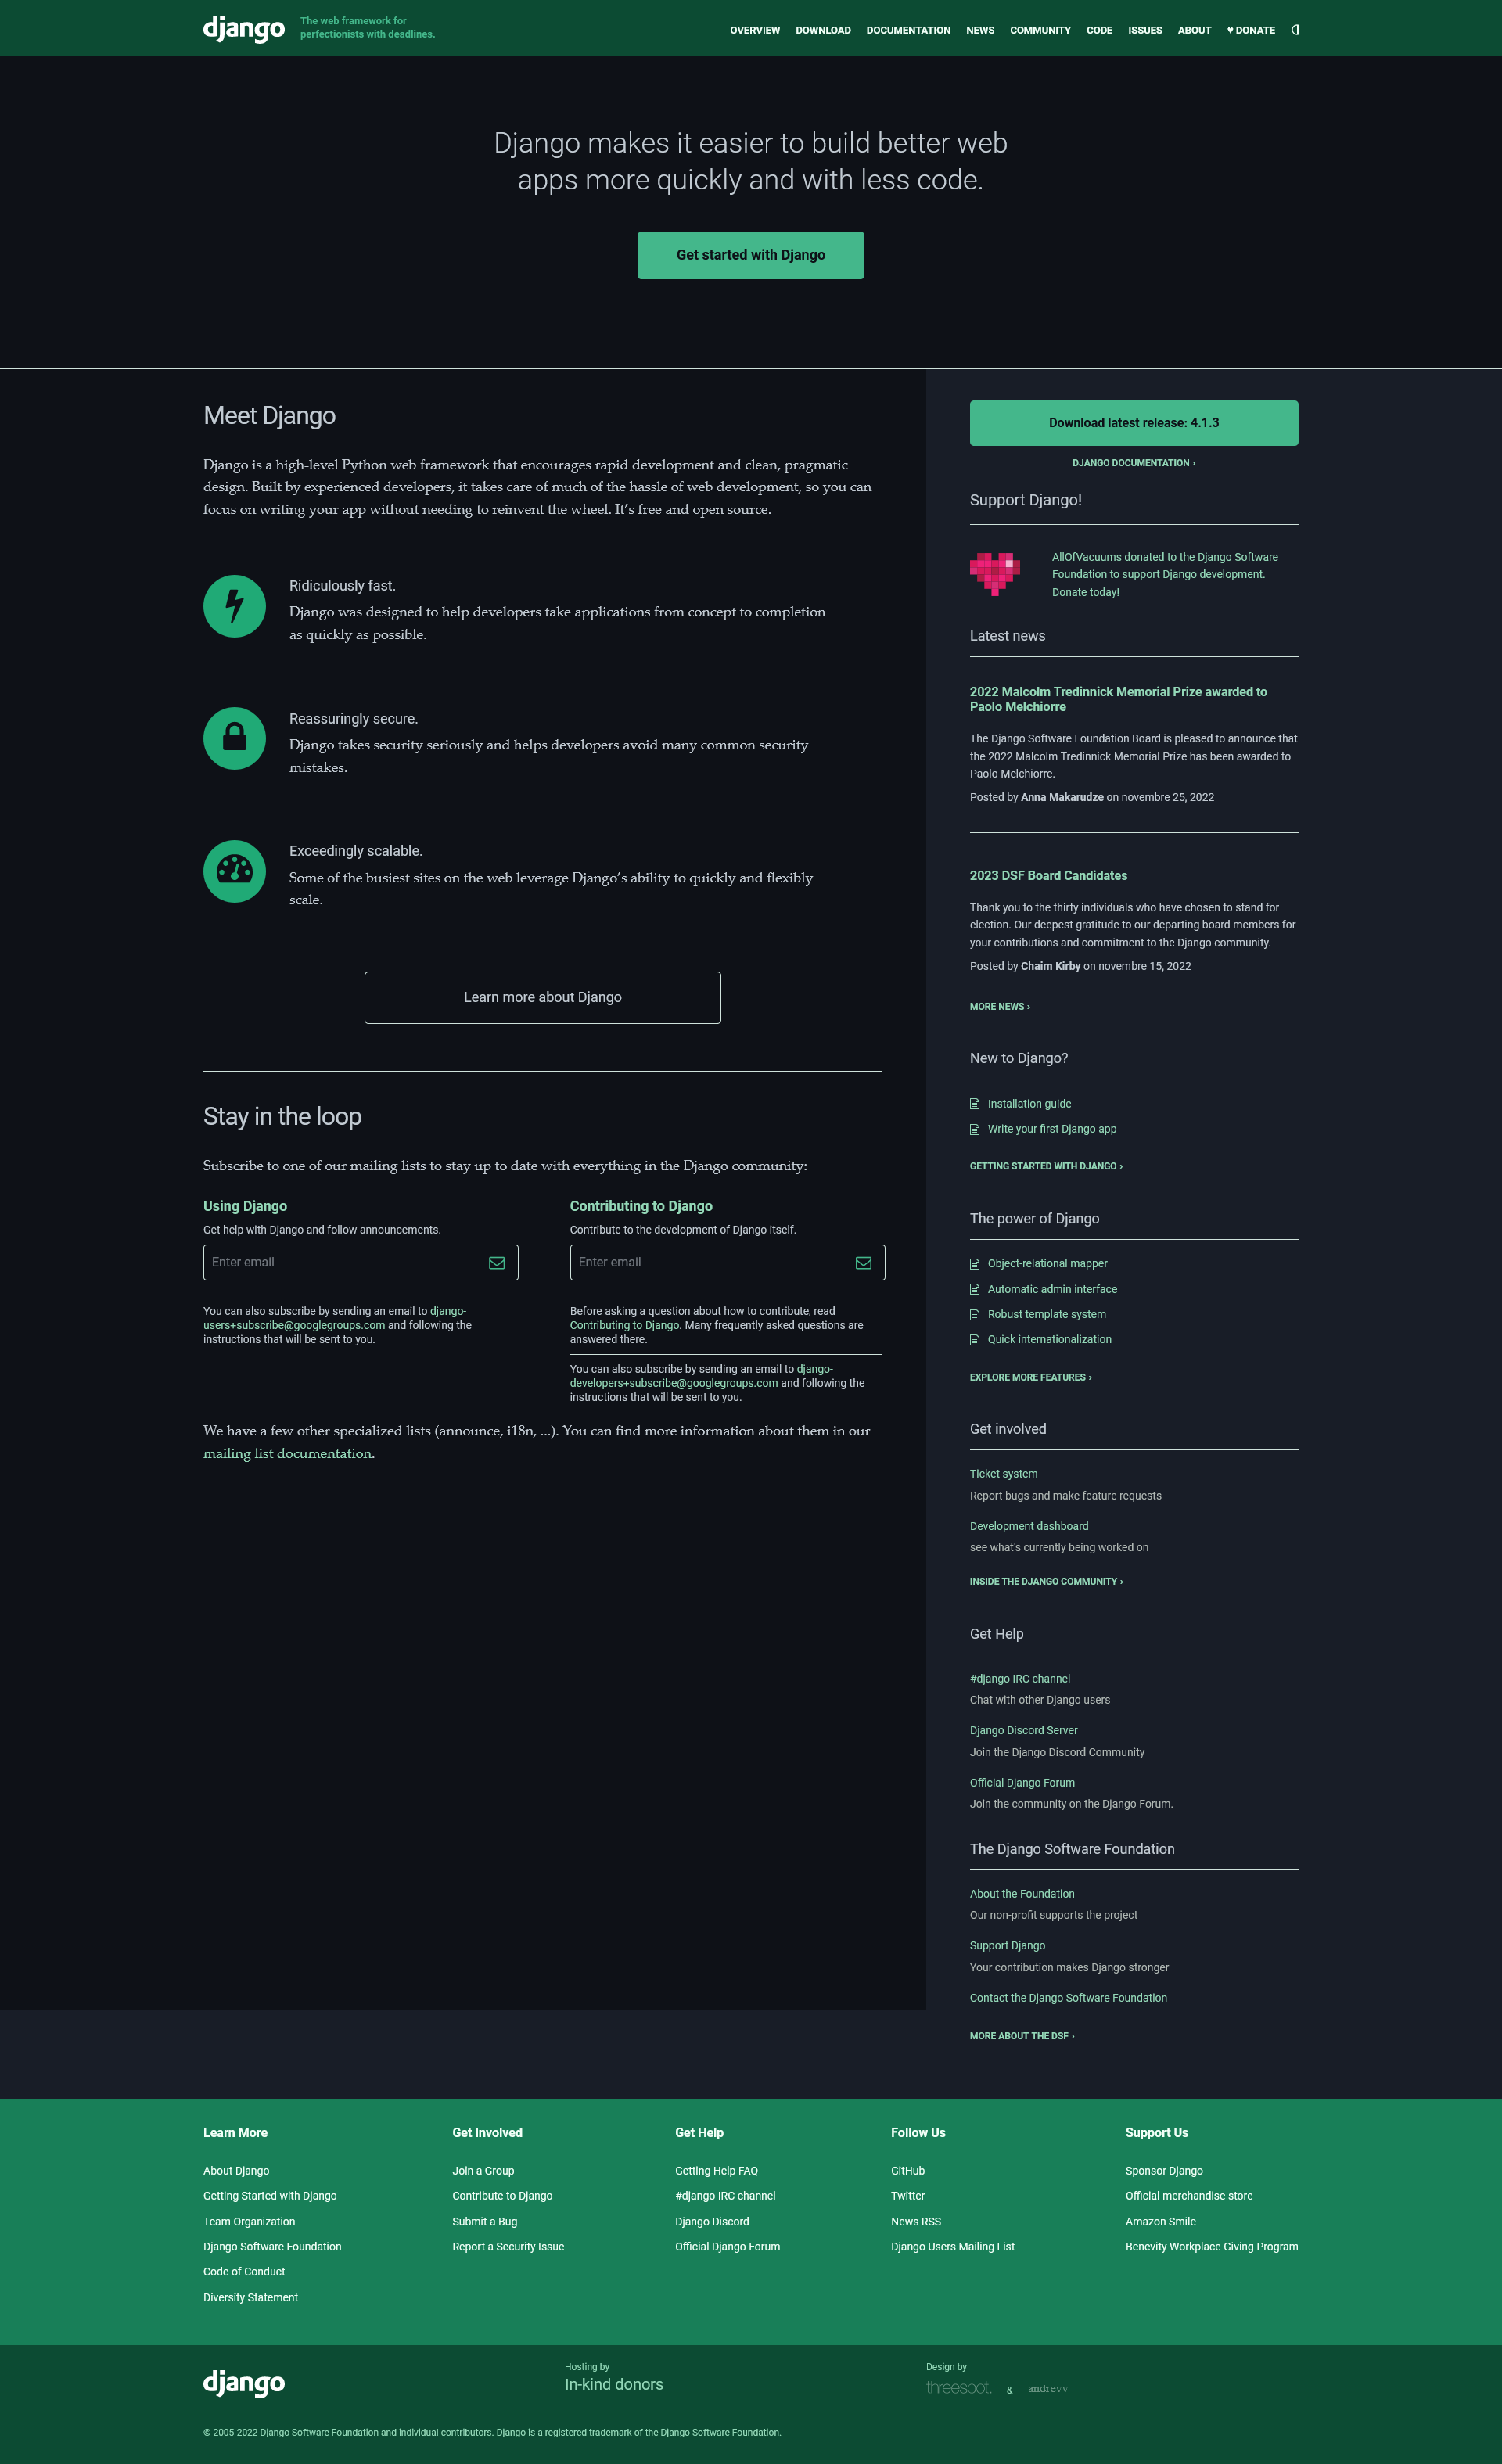 django
The web framework for
perfectionists with deadlines.
OVERVIEW DOWNLOAD DOCUMENTATION NEWS COMMUNITY CODE ISSUES ABOUT ♥ DONATE
Django makes it easier to build better web
apps more quickly and with less code.
Get started with Django
Meet Django
Django is a high-level Python web framework that encourages rapid development and clean, pragmatic
design. Built by experienced developers, it takes care of much of the hassle of web development, so you can
focus on writing your app without needing to reinvent the wheel. It’s free and open source.
Ridiculously fast.
Django was designed to help developers take applications from concept to completion
as quickly as possible.
Reassuringly secure.
Django takes security seriously and helps developers avoid many common security
mistakes.
Exceedingly scalable.
Some of the busiest sites on the web leverage Django’s ability to quickly and flexibly
scale.
Learn more about Django
Stay in the loop
Subscribe to one of our mailing lists to stay up to date with everything in the Django community:
Using Django
Get help with Django and follow announcements.
Enter email
You can also subscribe by sending an email to django-
users+subscribe@googlegroups.com and following the
instructions that will be sent to you.
Contributing to Django
Contribute to the development of Django itself.
Enter email
Before asking a question about how to contribute, read
Contributing to Django. Many frequently asked questions are
answered there.
You can also subscribe by sending an email to django-
developers+subscribe@googlegroups.com and following the
instructions that will be sent to you.
We have a few other specialized lists (announce, i18n, ...). You can find more information about them in our
mailing list documentation.
Download latest release: 4.1.3
DJANGO DOCUMENTATION ›
Support Django!
AllOfVacuums donated to the Django Software
Foundation to support Django development.
Donate today!
Latest news
2022 Malcolm Tredinnick Memorial Prize awarded to
Paolo Melchiorre
The Django Software Foundation Board is pleased to announce that
the 2022 Malcolm Tredinnick Memorial Prize has been awarded to
Paolo Melchiorre.
Posted by Anna Makarudze on novembre 25, 2022
2023 DSF Board Candidates
Thank you to the thirty individuals who have chosen to stand for
election. Our deepest gratitude to our departing board members for
your contributions and commitment to the Django community.
Posted by Chaim Kirby on novembre 15, 2022
MORE NEWS ›
New to Django?
Installation guide
Write your first Django app
GETTING STARTED WITH DJANGO ›
The power of Django
Object-relational mapper
Automatic admin interface
Robust template system
Quick internationalization
EXPLORE MORE FEATURES ›
Get involved
Ticket system
Report bugs and make feature requests
Development dashboard
see what's currently being worked on
INSIDE THE DJANGO COMMUNITY ›
Get Help
#django IRC channel
Chat with other Django users
Django Discord Server
Join the Django Discord Community
Official Django Forum
Join the community on the Django Forum.
The Django Software Foundation
About the Foundation
Our non-profit supports the project
Support Django
Your contribution makes Django stronger
Contact the Django Software Foundation
MORE ABOUT THE DSF ›
Learn More
About Django
Getting Started with Django
Team Organization
Django Software Foundation
Code of Conduct
Diversity Statement
Get Involved
Join a Group
Contribute to Django
Submit a Bug
Report a Security Issue
Get Help
Getting Help FAQ
#django IRC channel
Django Discord
Official Django Forum
Follow Us
GitHub
Twitter
News RSS
Django Users Mailing List
Support Us
Sponsor Django
Official merchandise store
Amazon Smile
Benevity Workplace Giving Program
django
Hosting by
In-kind donors
Design by
threespot. & andrevv
© 2005-2022 Django Software Foundation and individual contributors. Django is a registered trademark of the Django Software Foundation.